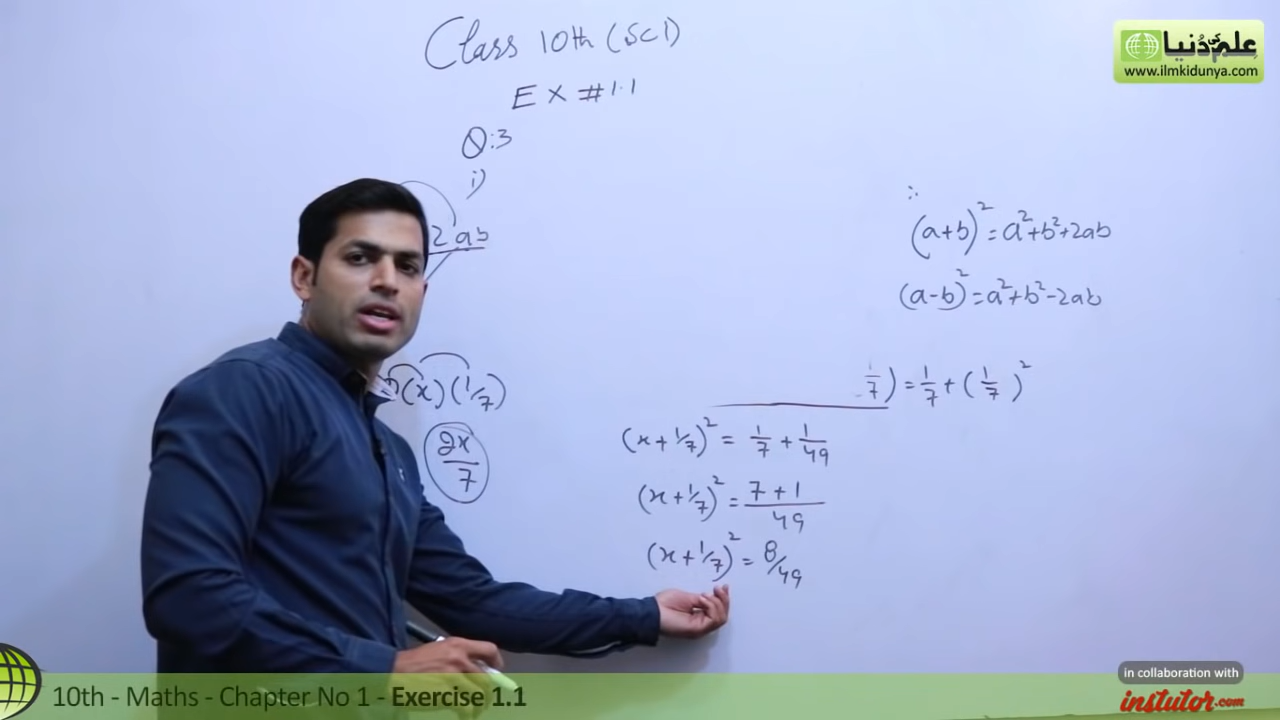 Class 10th (Sci)
EX #1.1
Q:3
i)
2ab
(x)(1/7)
2x/7
∴
(a+b)² = a²+b²+2ab
(a-b)² = a²+b²-2ab
1/7) = 1/7 + (1/7)²
(x+1/7)² = 1/7 + 1/49
(x+1/7)² = 7+1/49
(x+1/7)² = 8/49
علم کی دُنیا
www.ilmkidunya.com
10th - Maths - Chapter No 1 - Exercise 1.1
in collaboration with
instutor.com